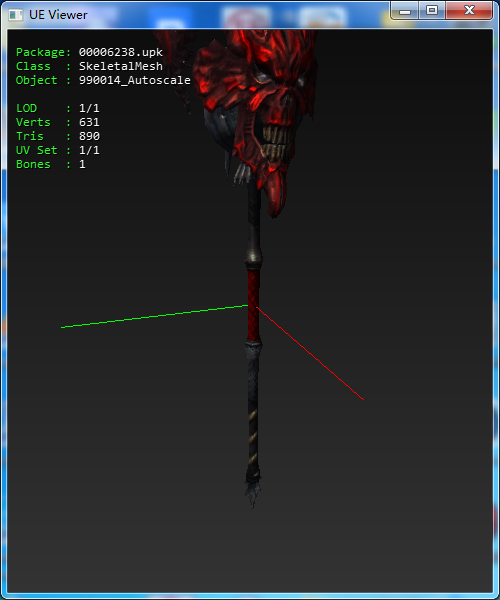 UE Viewer
Package: 00006238.upk
Class : SkeletalMesh
Object : 990014_Autoscale
LOD : 1/1
Verts : 631
Tris : 890
UV Set : 1/1
Bones : 1